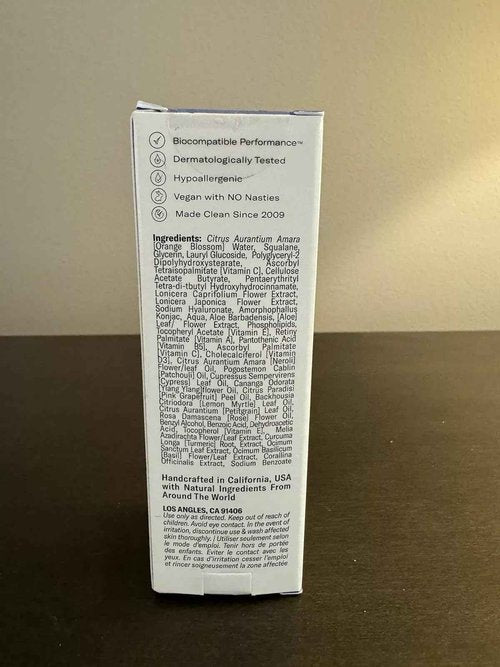 Biocompatible Performance™
Dermatologically Tested
Hypoallergenic
Vegan with NO Nasties
Made Clean Since 2009
Ingredients: Citrus Aurantium Amara
[Orange Blossom] Water, Squalane,
Glycerin, Lauryl Glucoside, Polyglyceryl-2
Dipolyhydroxystearate, Ascorbyl
Tetraisopalmitate [Vitamin C], Cellulose
Acetate Butyrate, Pentaerythrityl
Tetra-di-tbutyl Hydroxyhydrocinnamate,
Lonicera Caprifolium Flower Extract,
Lonicera Japonica Flower Extract,
Sodium Hyaluronate, Amorphophallus
Konjac, Aqua, Aloe Barbadensis, [Aloe]
Leaf/ Flower Extract, Phospholipids,
Tocopheryl Acetate [Vitamin E], Retiny
Palmitate [Vitamin A], Pantothenic Acid
[Vitamin B5], Ascorbyl Palmitate
[Vitamin C], Cholecalciferol [Vitamin
D3], Citrus Aurantium Amara [Neroli]
Flower/leaf Oil, Pogostemon Cablin
[Patchouli] Oil, Cupressus Sempervirens
[Cypress] Leaf Oil, Cananga Odorata
[Ylang Ylang]flower Oil, Citrus Paradisi
[Pink Grapefruit] Peel Oil, Backhousia
Citriodora [Lemon Myrtle] Leaf Oil,
Citrus Aurantium [Petitgrain] Leaf Oil,
Rosa Damascena [Rose] Flower Oil,
Benzyl Alcohol, Benzoic Acid, Dehydroacetic
Acid, Tocopherol [Vitamin E], Melia
Azadirachta Flower/Leaf Extract, Curcuma
Longa [Turmeric] Root, Extract, Ocimum
Sanctum Leaf Extract, Ocimum Basilicum
[Basil] Flower/Leaf Extract, Corallina
Officinalis Extract, Sodium Benzoate
Handcrafted in California, USA
with Natural Ingredients From
Around The World
LOS ANGLES, CA 91406
Use only as directed. Keep out of reach of
children. Avoid eye contact. In the event of
irritation, discontinue use & wash affected
skin thoroughly. | Utiliser seulement selon
le mode d'emploi. Tenir hors de portée
des enfants. Eviter le contact avec les
yeux. En cas d'irritation cesser l'emploi
et rincer soigneusement la zone affectée